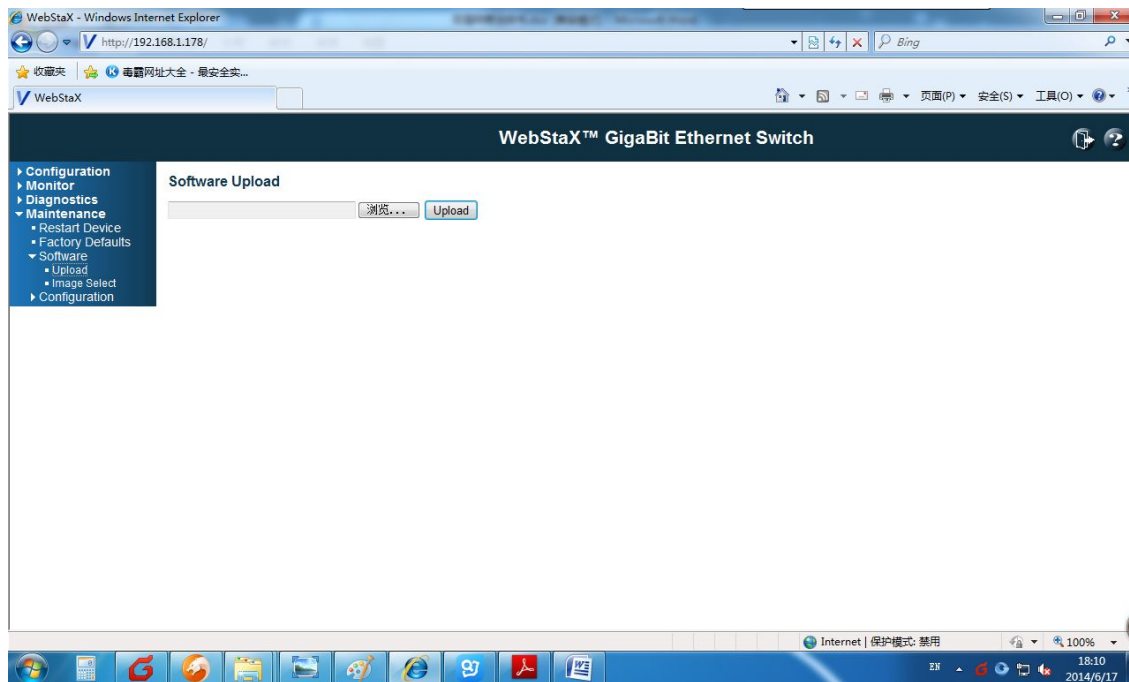 WebStaX - Windows Internet Explorer
http://192.168.1.178/
Bing
收藏夹
毒霸网址大全 - 最安全实...
WebStaX
页面(P)
安全(S)
工具(O)
WebStaX™ GigaBit Ethernet Switch
Configuration
Monitor
Diagnostics
Maintenance
Restart Device
Factory Defaults
Software
Upload
Image Select
Configuration
Software Upload
浏览...
Upload
Internet | 保护模式: 禁用
100%
EN
18:10
2014/6/17